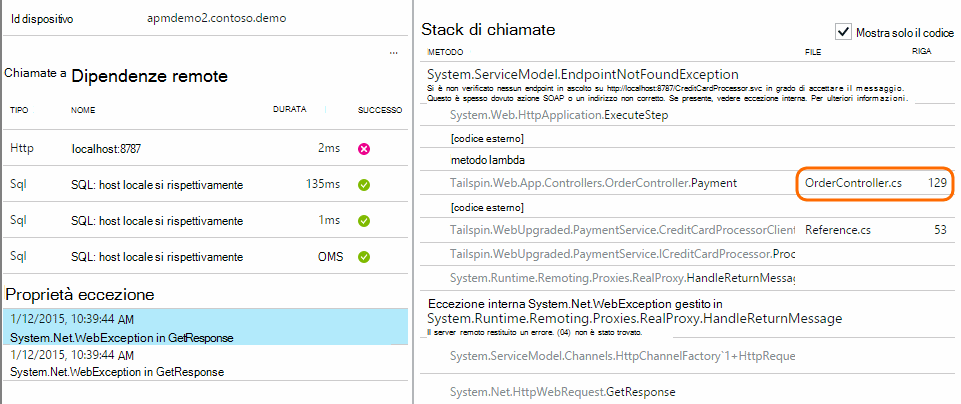 Id dispositivo apmdemo2.contoso.demo
...
Chiamate a Dipendenze remote
TIPO NOME DURATA SUCCESSO
Http localhost:8787 2ms
Sql SQL: host locale si rispettivamente 135ms
Sql SQL: host locale si rispettivamente 1ms
Sql SQL: host locale si rispettivamente OMS
Proprietà eccezione
1/12/2015, 10:39:44 AM
System.Net.WebException in GetResponse
1/12/2015, 10:39:44 AM
System.Net.WebException in GetResponse
Stack di chiamate Mostra solo il codice
METODO FILE RIGA
System.ServiceModel.EndpointNotFoundException
Si è non verificato nessun endpoint in ascolto su http://localhost:8787/CreditCardProcessor.svc in grado di accettare il messaggio.
Questo è spesso dovuto azione SOAP o un indirizzo non corretto. Se presente, vedere eccezione interna. Per ulteriori informazioni.
System.Web.HttpApplication.ExecuteStep
[codice esterno]
metodo lambda
Tailspin.Web.App.Controllers.OrderController.Payment OrderController.cs 129
[codice esterno]
Tailspin.WebUpgraded.PaymentService.CreditCardProcessorClient Reference.cs 53
Tailspin.WebUpgraded.PaymentService.ICreditCardProcessor.Proc
System.Runtime.Remoting.Proxies.RealProxy.HandleReturnMessag
Eccezione interna System.Net.WebException gestito in
System.Runtime.Remoting.Proxies.RealProxy.HandleReturnMessage
Il server remoto restituito un errore. (04) non è stato trovato.
System.ServiceModel.Channels.HttpChannelFactory`1+HttpReque
System.Net.HttpWebRequest.GetResponse